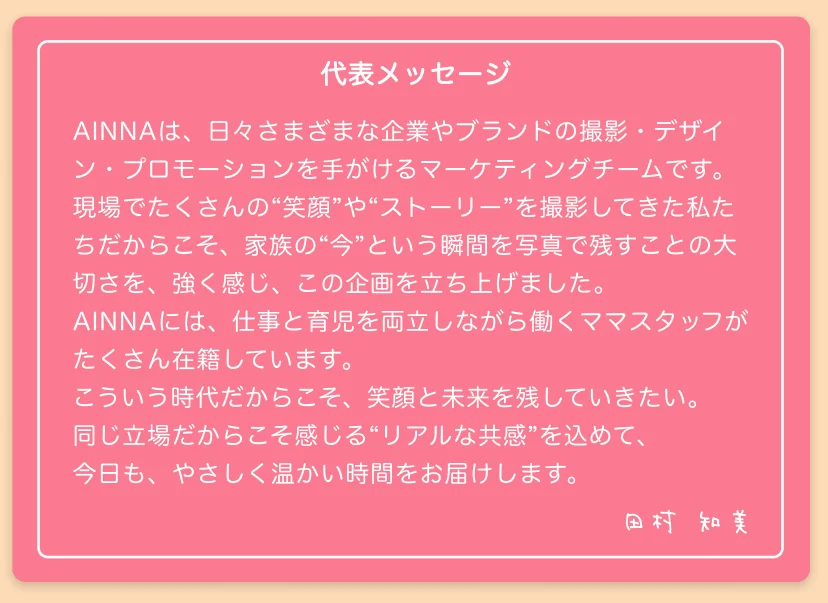 代表メッセージ
AINNAは、日々さまざまな企業やブランドの撮影・デザイ
ン・プロモーションを手がけるマーケティングチームです。
現場でたくさんの“笑顔”や“ストーリー”を撮影してきた私た
ちだからこそ、家族の“今”という瞬間を写真で残すことの大
切さを、強く感じ、この企画を立ち上げました。
AINNAには、仕事と育児を両立しながら働くママスタッフが
たくさん在籍しています。
こういう時代だからこそ、笑顔と未来を残していきたい。
同じ立場だからこそ感じる“リアルな共感”を込めて、
今日も、やさしく温かい時間をお届けします。
田村 知美